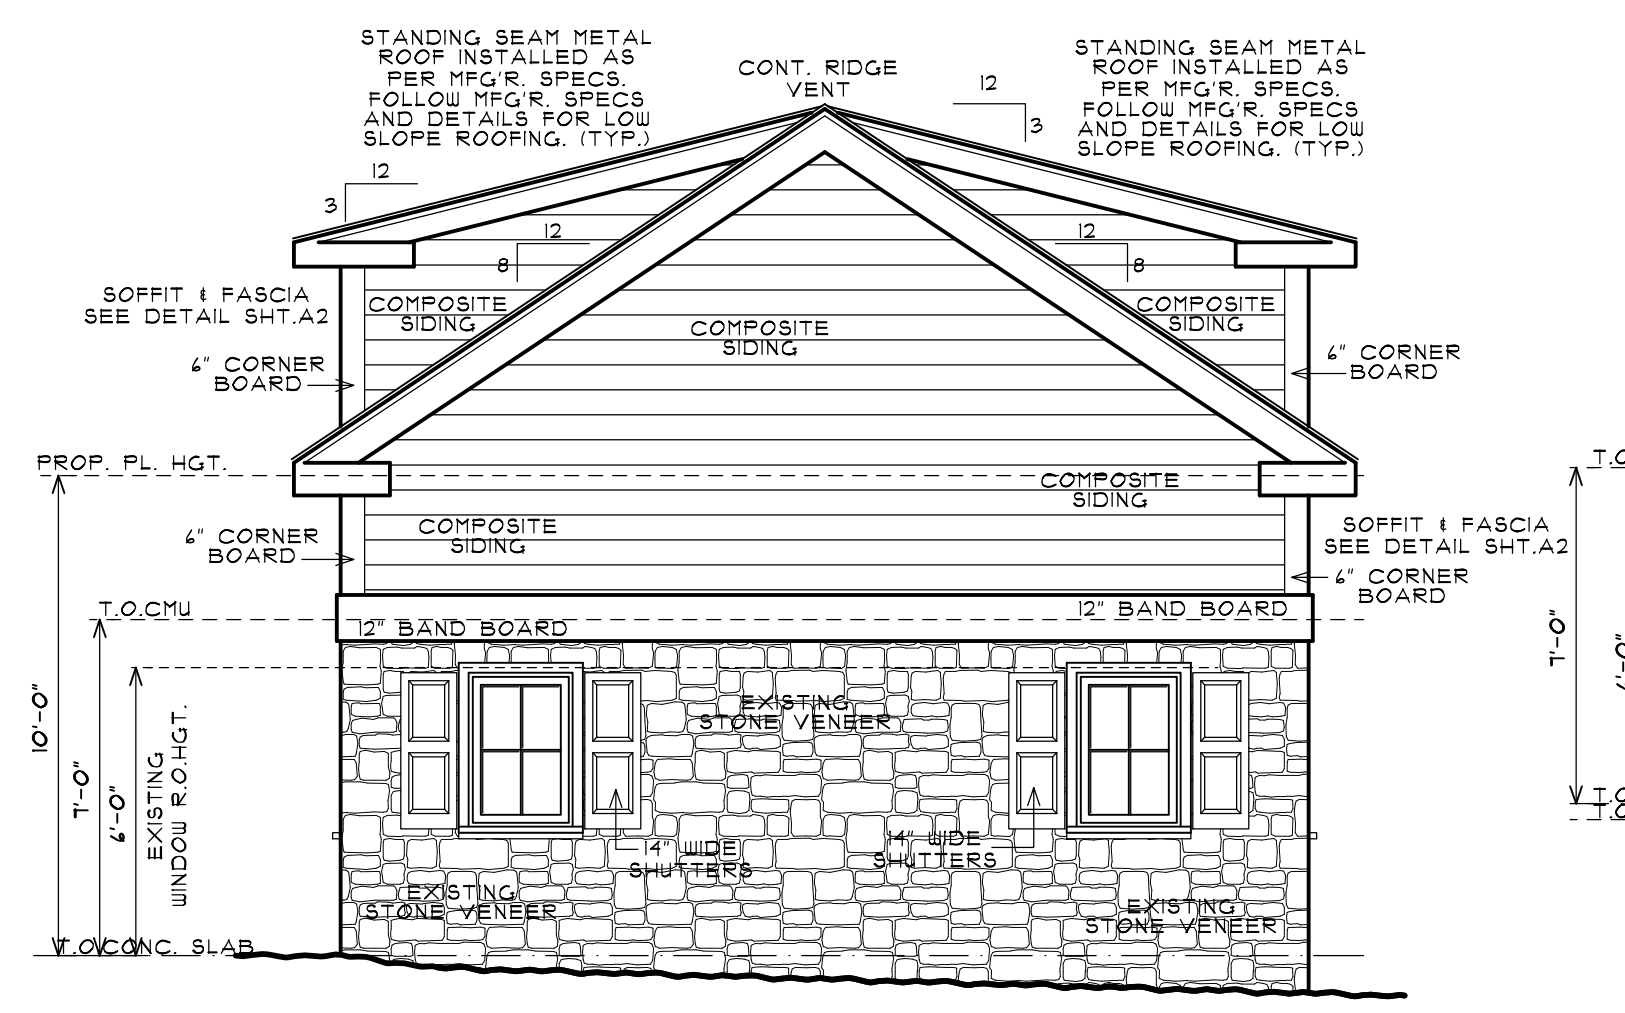 STANDING SEAM METAL
ROOF INSTALLED AS
PER MFG'R. SPECS.
FOLLOW MFG'R. SPECS
AND DETAILS FOR LOW
SLOPE ROOFING. (TYP.)
CONT. RIDGE
VENT
12
3
STANDING SEAM METAL
ROOF INSTALLED AS
PER MFG'R. SPECS.
FOLLOW MFG'R. SPECS
AND DETAILS FOR LOW
SLOPE ROOFING. (TYP.)
12
3
12
8
12
8
SOFFIT & FASCIA
SEE DETAIL SHT.A2
COMPOSITE
SIDING
COMPOSITE
SIDING
COMPOSITE
SIDING
6" CORNER
BOARD
6" CORNER
BOARD
PROP. PL. HGT.
COMPOSITE
SIDING
COMPOSITE
SIDING
6" CORNER
BOARD
SOFFIT & FASCIA
SEE DETAIL SHT.A2
6" CORNER
BOARD
T.O.CMU
12" BAND BOARD
12" BAND BOARD
10'-0"
7'-0"
6'-0"
EXISTING
WINDOW R.O.HGT.
EXISTING
STONE VENEER
7'-0"
14" WIDE
SHUTTERS
14" WIDE
SHUTTERS
EXISTING
STONE VENEER
EXISTING
STONE VENEER
T.O.CONC. SLAB